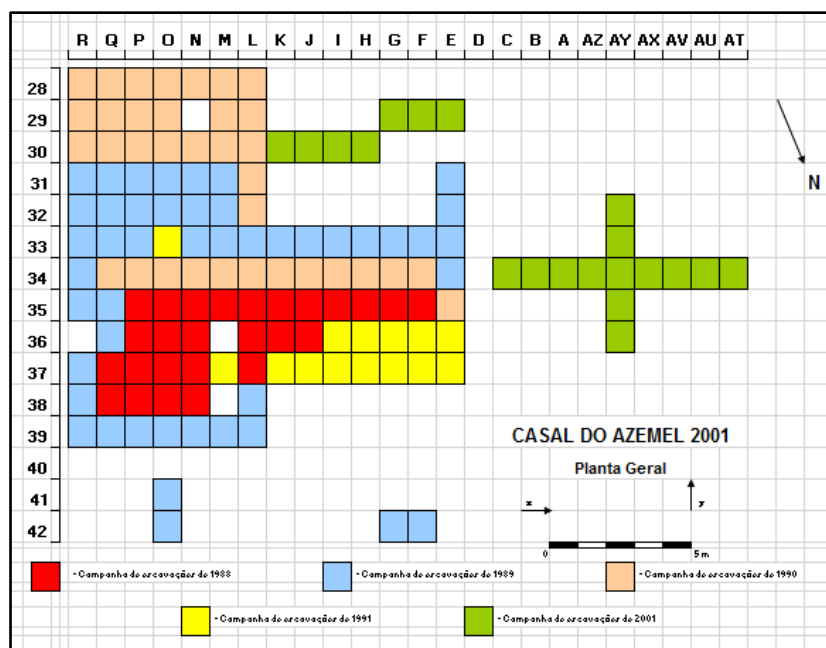 R Q P O N M L K J I H G F E D C B A AZ AY AX AV AU AT
28
29
30
31
32
33
34
35
36
37
38
39
40
41
42
N
CASAL DO AZEMEL 2001
Planta Geral
x
y
0 5 m
- Campanha de escavações de 1988 - Campanha de escavações de 1989 - Campanha de escavações de 1990
- Campanha de escavações de 1991 - Campanha de escavações de 2001